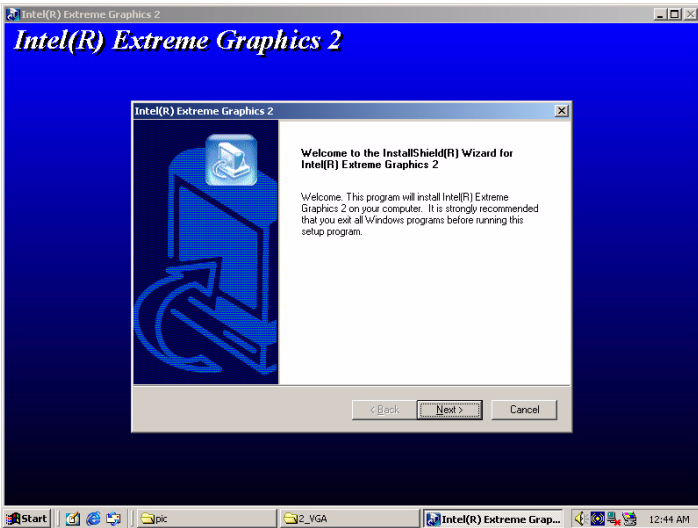 Intel(R) Extreme Graphics 2
Intel(R) Extreme Graphics 2
Intel(R) Extreme Graphics 2
Welcome to the InstallShield(R) Wizard for
Intel(R) Extreme Graphics 2
Welcome. This program will install Intel(R) Extreme
Graphics 2 on your computer. It is strongly recommended
that you exit all Windows programs before running this
setup program.
< Back Next > Cancel
Start pic 2_VGA Intel(R) Extreme Grap... 12:44 AM